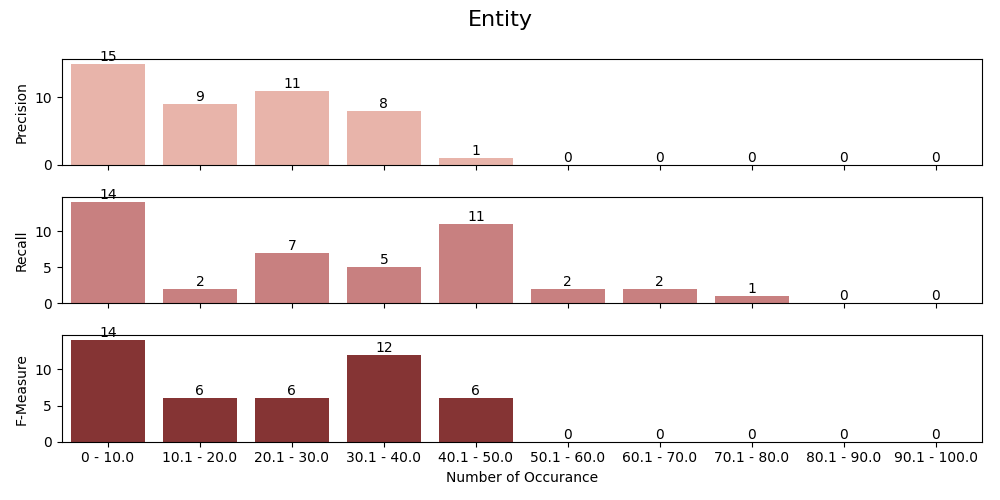 Entity
Precision
10
0
15
9
11
8
1
0
0
0
0
0
Recall
10
5
0
14
2
7
5
11
2
2
1
0
0
F-Measure
10
5
0
14
6
6
12
6
0
0
0
0
0
0 - 10.0
10.1 - 20.0
20.1 - 30.0
30.1 - 40.0
40.1 - 50.0
50.1 - 60.0
60.1 - 70.0
70.1 - 80.0
80.1 - 90.0
90.1 - 100.0
Number of Occurance